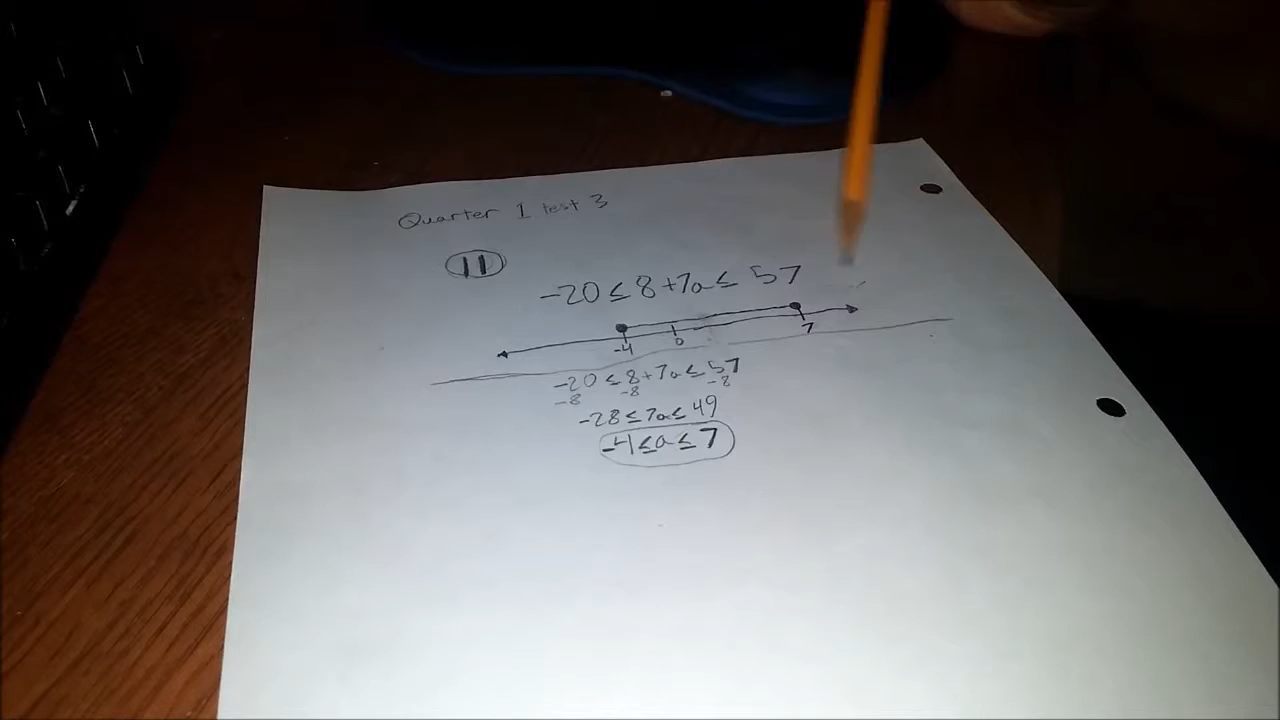 Quarter 1 test 3
11
-20 ≤ 8 + 7a ≤ 57
-4 0 7
-20 ≤ 8 + 7a ≤ 57
-8 -8 -8
-28 ≤ 7a ≤ 49
-4 ≤ a ≤ 7